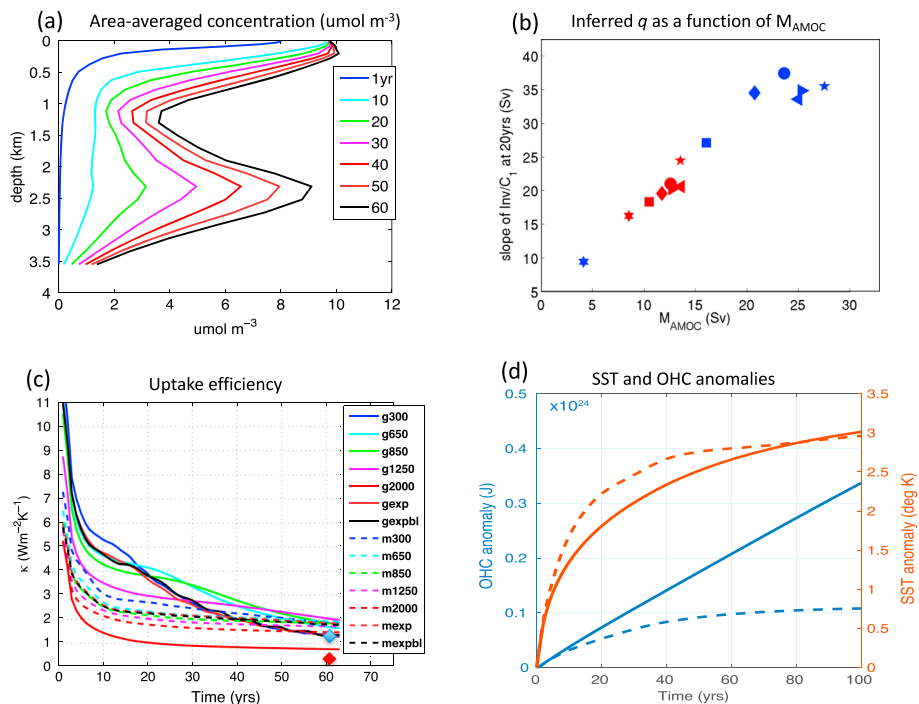 (a)
Area-averaged concentration (umol m-3)
0
0.5
1
1.5
2
2.5
3
3.5
4
depth (km)
0
2
4
6
8
10
12
umol m−3
1yr
10
20
30
40
50
60
(b)
Inferred q as a function of MAMOC
40
35
30
25
20
15
10
5
slope of Inv/C1 at 20yrs (Sv)
0
5
10
15
20
25
30
MAMOC (Sv)
(c)
Uptake efficiency
11
10
9
8
7
6
5
4
3
2
1
0
κ (Wm−2K−1)
0
10
20
30
40
50
60
70
Time (yrs)
g300
g650
g850
g1250
g2000
gexp
gexpbl
m300
m650
m850
m1250
m2000
mexp
mexpbl
(d)
SST and OHC anomalies
x1024
0.5
0.4
0.3
0.2
0.1
0
OHC anomaly (J)
3.5
3
2.5
2
1.5
1
0.5
0
SST anomaly (deg K)
0
20
40
60
80
100
Time (yrs)